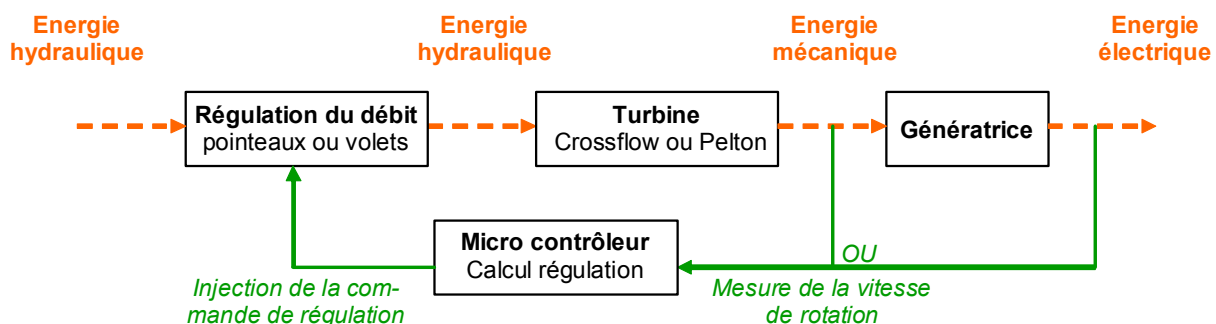 Energie
hydraulique
Energie
hydraulique
Energie
mécanique
Energie
électrique
Régulation du débit
pointeaux ou volets
Turbine
Crossflow ou Pelton
Génératrice
Micro contrôleur
Calcul régulation
OU
Injection de la com-
mande de régulation
Mesure de la vitesse
de rotation